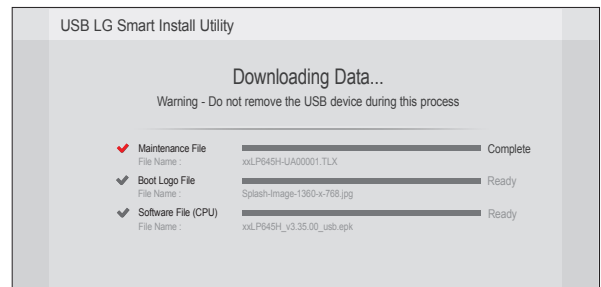 USB LG Smart Install Utility
Downloading Data...
Warning - Do not remove the USB device during this process
Maintenance File Complete
File Name : xxLP645H-UA00001.TLX
Boot Logo File Ready
File Name : Splash-Image-1360-x-768.jpg
Software File (CPU) Ready
File Name : xxLP645H_v3.35.00_usb.epk